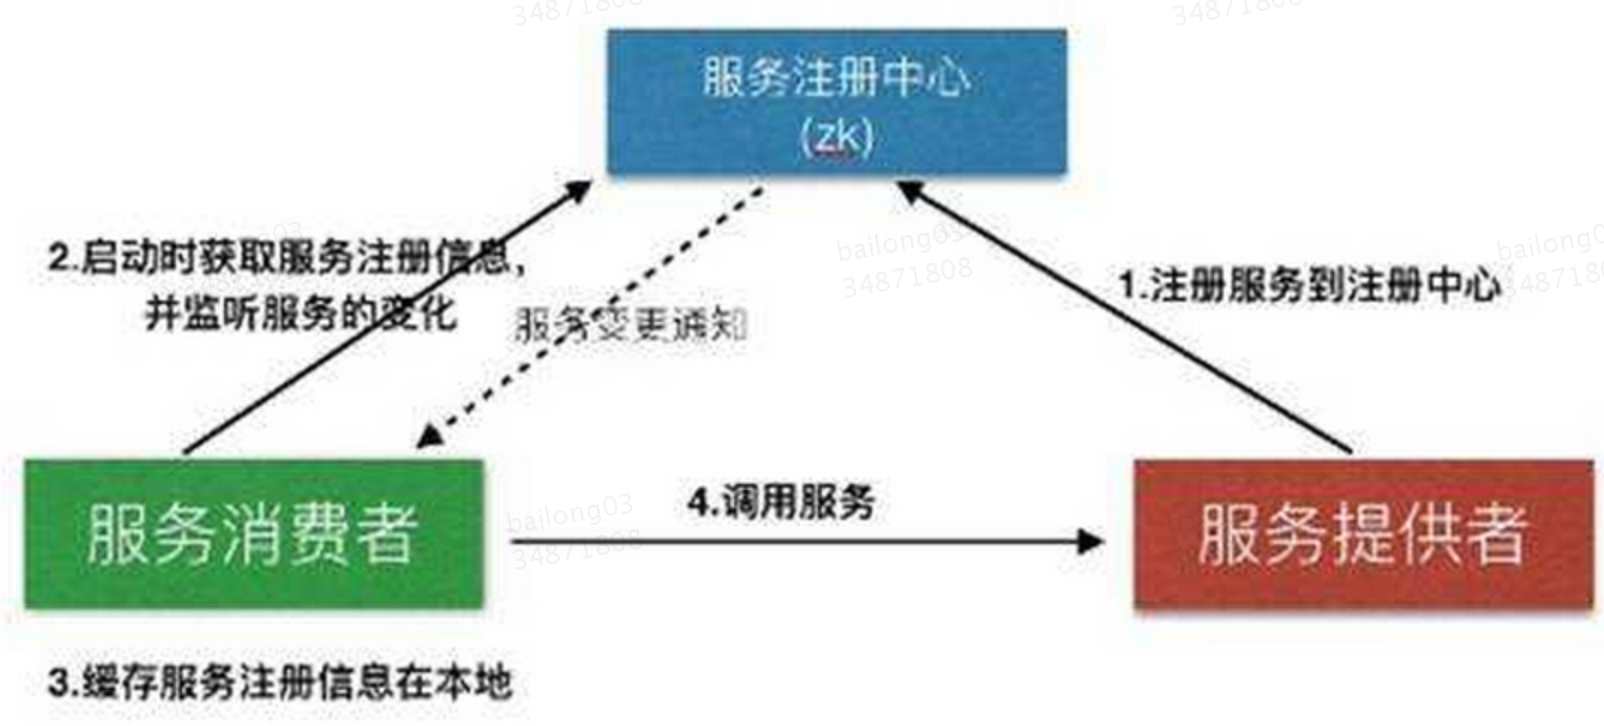 34871808
34871808
服务注册中心
(zk)
2.启动时获取服务注册信息，
并监听服务的变化
服务变更通知
bailong03
34871808
1.注册服务到注册中心
服务消费者
4.调用服务
bailong03
34871808
服务提供者
3.缓存服务注册信息在本地